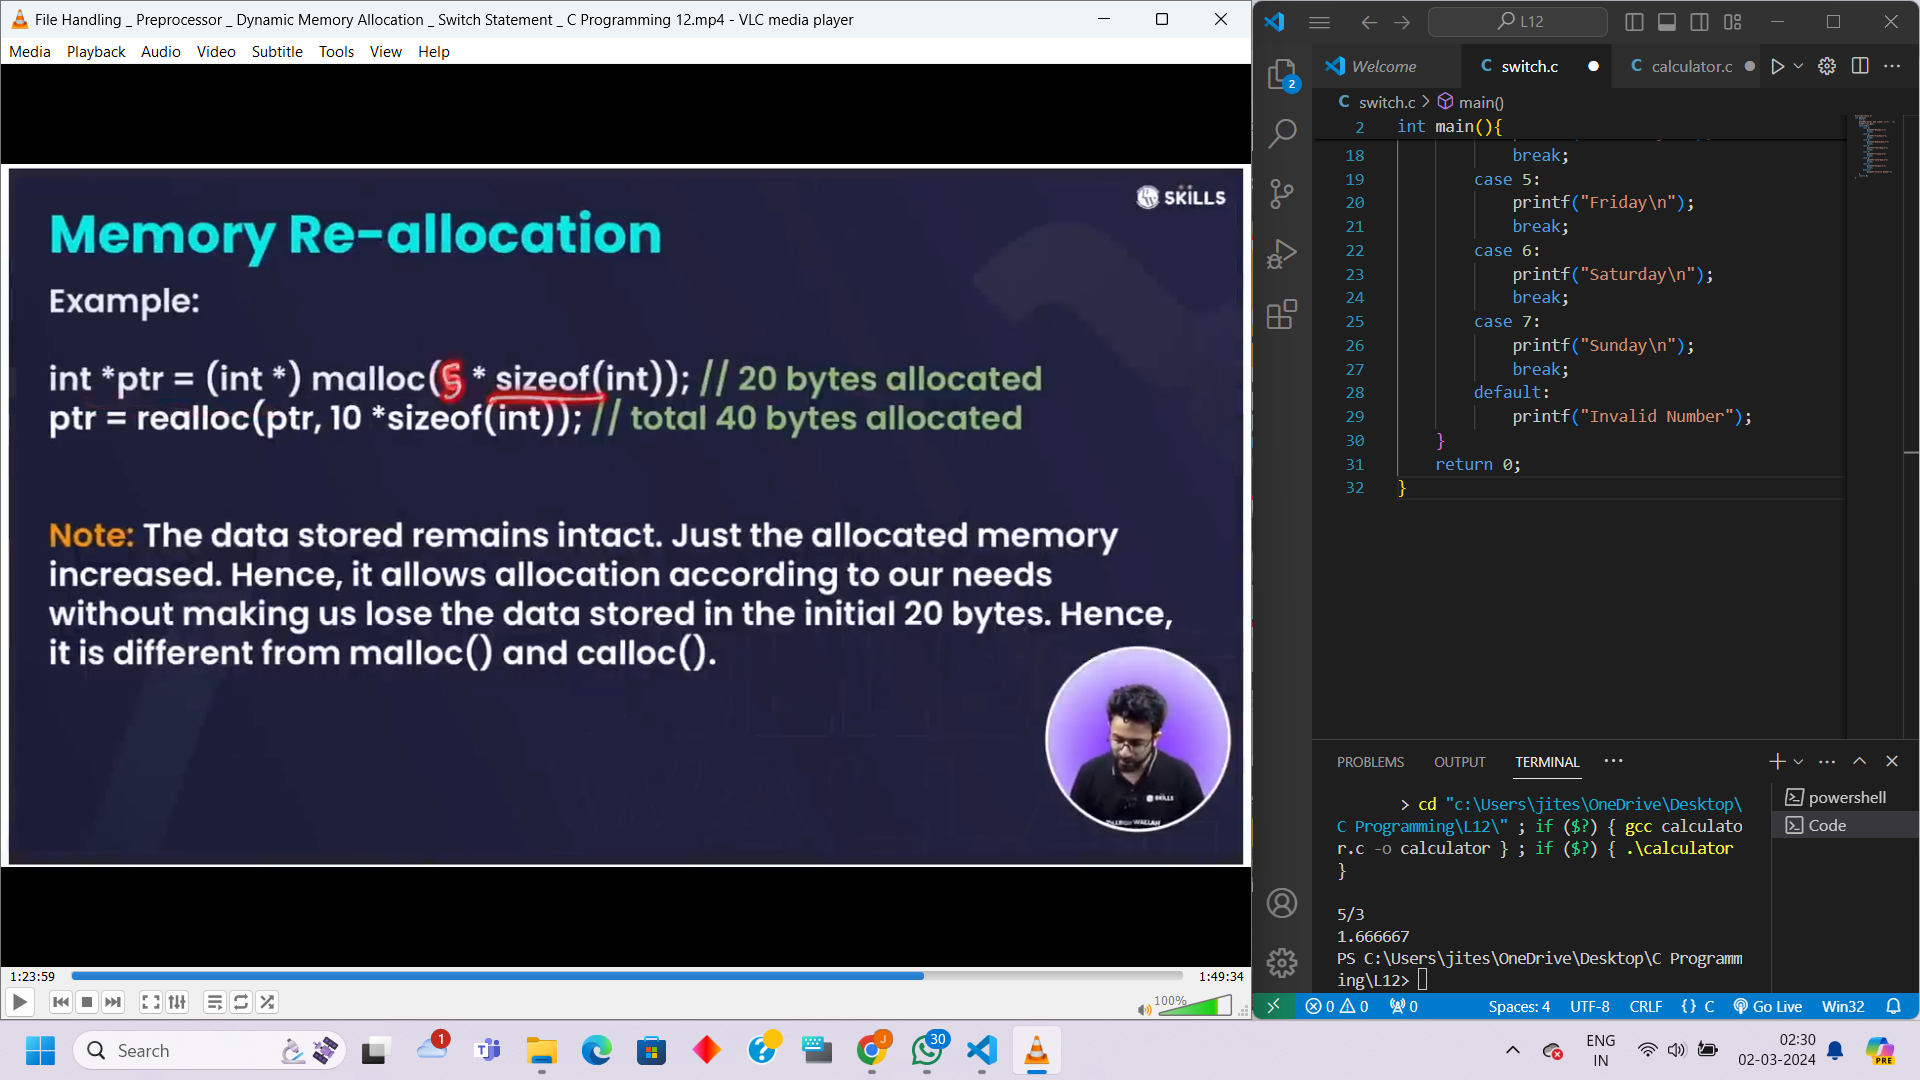 File Handling _ Preprocessor _ Dynamic Memory Allocation _ Switch Statement _ C Programming 12.mp4 - VLC media player
Media Playback Audio Video Subtitle Tools View Help
SKILLS
Memory Re-allocation
Example:
int *ptr = (int *) malloc(5 * sizeof(int)); // 20 bytes allocated
ptr = realloc(ptr, 10 *sizeof(int)); // total 40 bytes allocated
Note: The data stored remains intact. Just the allocated memory
increased. Hence, it allows allocation according to our needs
without making us lose the data stored in the initial 20 bytes. Hence,
it is different from malloc() and calloc().
SKILLS
1:23:59
1:49:34
100%
L12
Welcome
C switch.c
C calculator.c
2
C switch.c > main()
2 int main(){
18 break;
19 case 5:
20 printf("Friday\n");
21 break;
22 case 6:
23 printf("Saturday\n");
24 break;
25 case 7:
26 printf("Sunday\n");
27 break;
28 default:
29 printf("Invalid Number");
30 }
31 return 0;
32 }
PROBLEMS OUTPUT TERMINAL
> cd "c:\Users\jites\OneDrive\Desktop\
C Programming\L12\" ; if ($?) { gcc calculato
r.c -o calculator } ; if ($?) { .\calculator
}
5/3
1.666667
PS C:\Users\jites\OneDrive\Desktop\C Programm
ing\L12>
powershell
Code
0 0 0 Spaces: 4 UTF-8 CRLF {} C Go Live Win32
Search
1
J
30
ENG
IN
02:30
02-03-2024
PRE